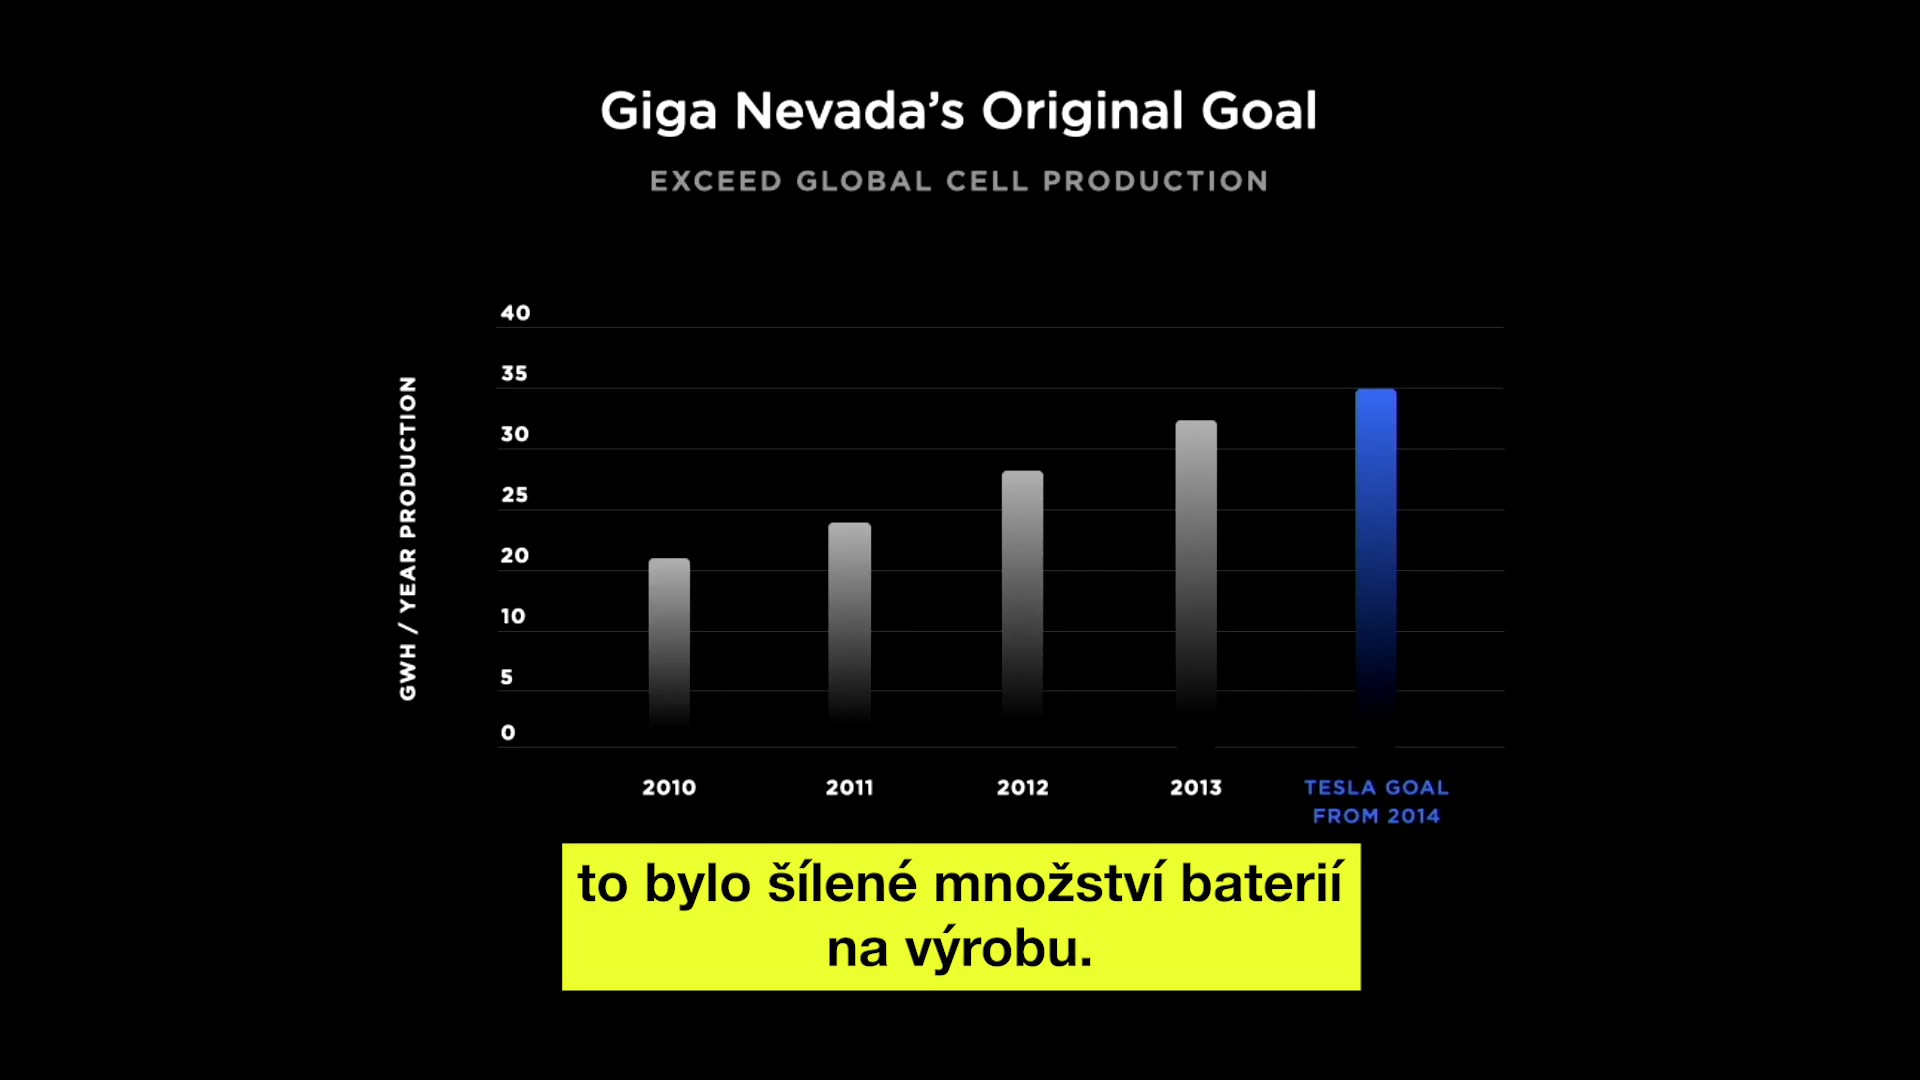 Giga Nevada’s Original Goal
EXCEED GLOBAL CELL PRODUCTION
GWH / YEAR PRODUCTION
40
35
30
25
20
10
5
0
2010
2011
2012
2013
TESLA GOAL
FROM 2014
to bylo šílené množství baterií
na výrobu.